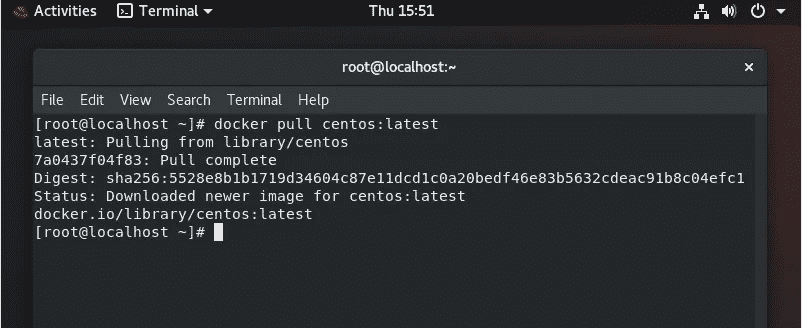 Activities Terminal Thu 15:51
root@localhost:~ ×
File Edit View Search Terminal Help
[root@localhost ~]# docker pull centos:latest
latest: Pulling from library/centos
7a0437f04f83: Pull complete
Digest: sha256:5528e8b1b1719d34604c87e11dcd1c0a20bedf46e83b5632cdeac91b8c04efc1
Status: Downloaded newer image for centos:latest
docker.io/library/centos:latest
[root@localhost ~]#